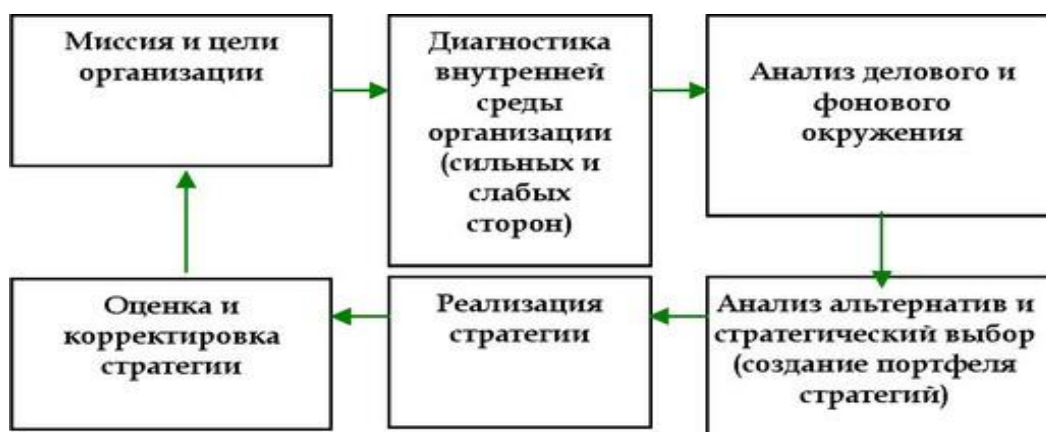 Миссия и цели
организации
Диагностика
внутренней
среды
организации
(сильных и
слабых
сторон)
Анализ делового и
фонового
окружения
Анализ альтернатив и
стратегический выбор
(создание портфеля
стратегий)
Реализация
стратегии
Оценка и
корректировка
стратегии